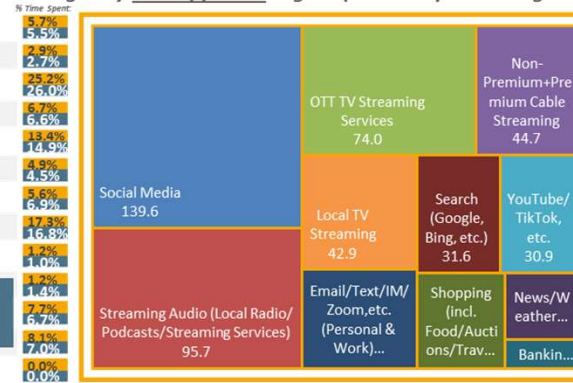 % Time Spent:
5.7%
5.5%
2.9%
2.7%
25.2%
26.0%
6.7%
6.6%
13.4%
14.9%
4.9%
4.5%
5.6%
6.9%
17.3%
16.8%
1.2%
1.0%
1.2%
1.4%
7.7%
6.7%
8.1%
7.0%
0.0%
0.0%
Social Media
139.6
Streaming Audio (Local Radio/
Podcasts/Streaming Services)
95.7
OTT TV Streaming
Services
74.0
Non-
Premium+Pre
mium Cable
Streaming
44.7
Local TV
Streaming
42.9
Search
(Google,
Bing, etc.)
31.6
YouTube/
TikTok,
etc.
30.9
Email/Text/IM/
Zoom,etc.
(Personal &
Work)...
Shopping
(incl.
Food/Aucti
ons/Trav...
News/W
eather...
Bankin...